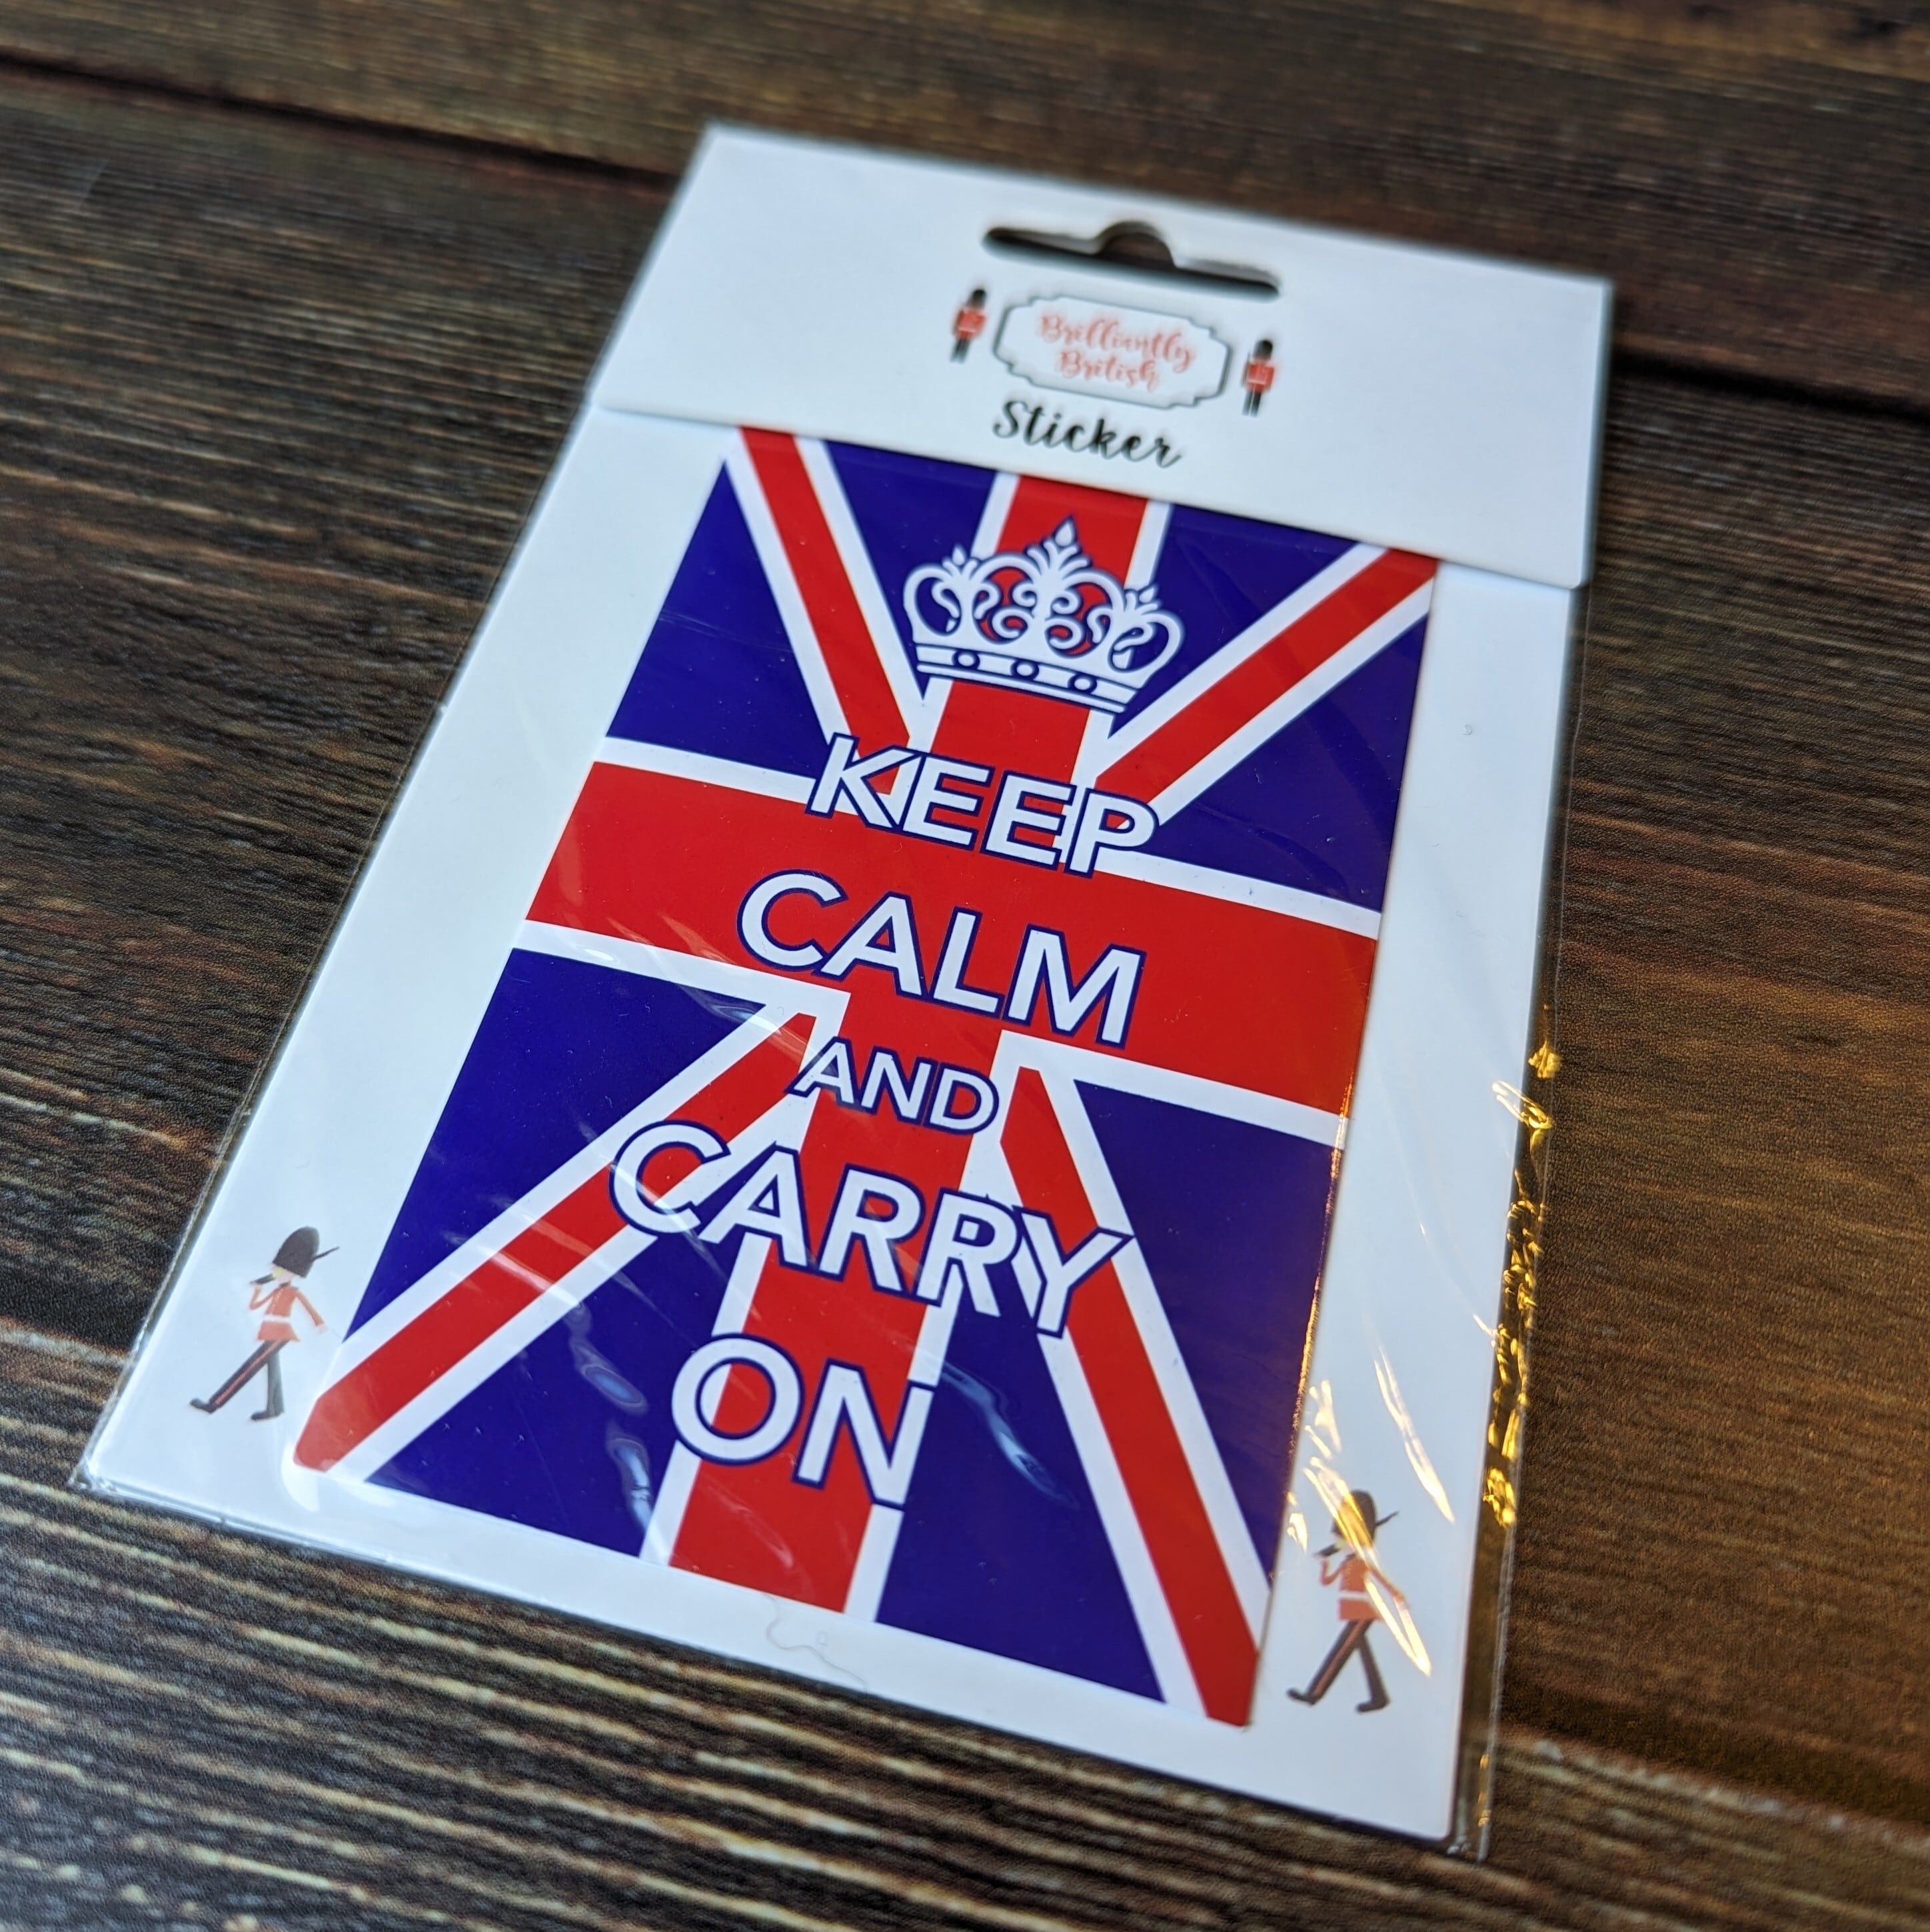 Brilliantly
British
Sticker
KEEP
CALM
AND
CARRY
ON